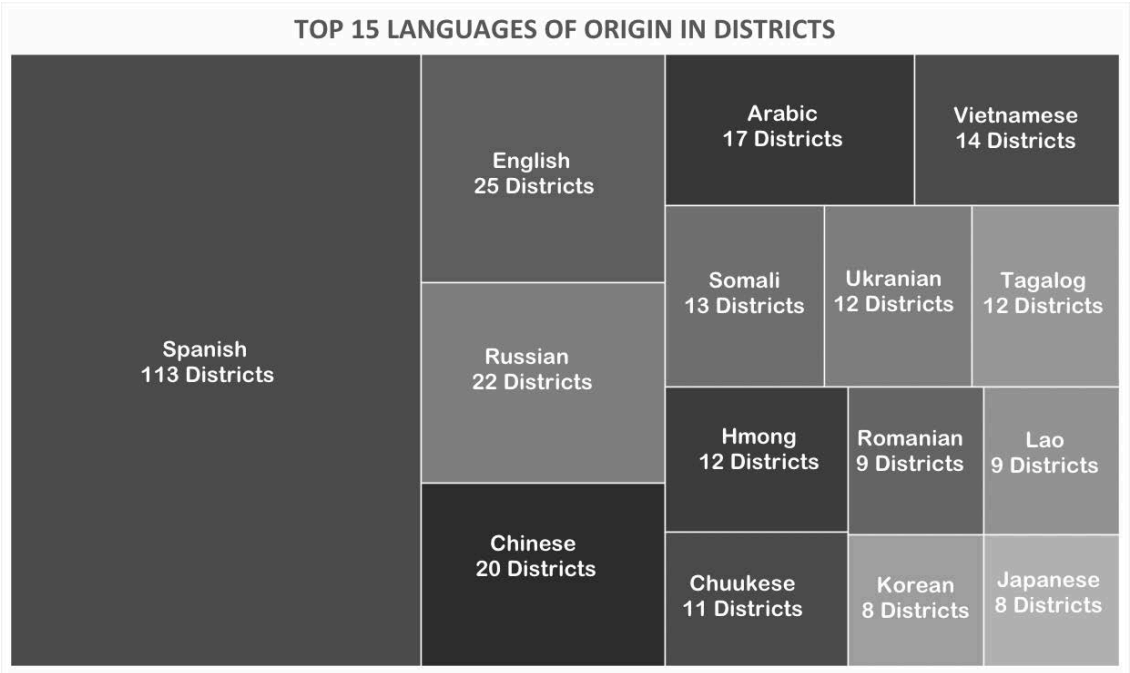 TOP 15 LANGUAGES OF ORIGIN IN DISTRICTS
Spanish
113 Districts
English
25 Districts
Russian
22 Districts
Chinese
20 Districts
Arabic
17 Districts
Vietnamese
14 Districts
Somali
13 Districts
Ukranian
12 Districts
Tagalog
12 Districts
Hmong
12 Districts
Romanian
9 Districts
Lao
9 Districts
Chuukese
11 Districts
Korean
8 Districts
Japanese
8 Districts